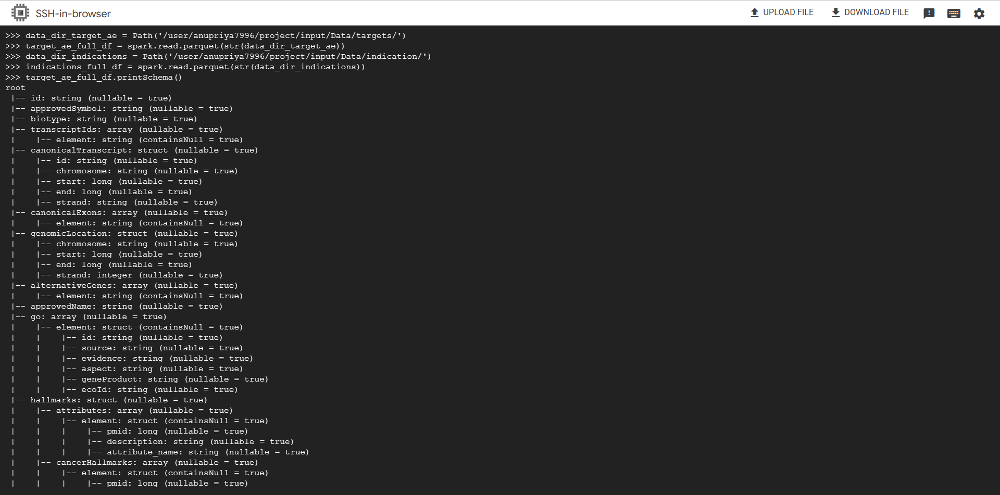 SSH-in-browser
UPLOAD FILE
DOWNLOAD FILE
>>> data_dir_target_ae = Path('/user/anupriya7996/project/input/Data/targets/')
>>> target_ae_full_df = spark.read.parquet(str(data_dir_target_ae))
>>> data_dir_indications = Path('/user/anupriya7996/project/input/Data/indication/')
>>> indications_full_df = spark.read.parquet(str(data_dir_indications))
>>> target_ae_full_df.printSchema()
root
 |-- id: string (nullable = true)
 |-- approvedSymbol: string (nullable = true)
 |-- biotype: string (nullable = true)
 |-- transcriptIds: array (nullable = true)
 |    |-- element: string (containsNull = true)
 |-- canonicalTranscript: struct (nullable = true)
 |    |-- id: string (nullable = true)
 |    |-- chromosome: string (nullable = true)
 |    |-- start: long (nullable = true)
 |    |-- end: long (nullable = true)
 |    |-- strand: string (nullable = true)
 |-- canonicalExons: array (nullable = true)
 |    |-- element: string (containsNull = true)
 |-- genomicLocation: struct (nullable = true)
 |    |-- chromosome: string (nullable = true)
 |    |-- start: long (nullable = true)
 |    |-- end: long (nullable = true)
 |    |-- strand: integer (nullable = true)
 |-- alternativeGenes: array (nullable = true)
 |    |-- element: string (containsNull = true)
 |-- approvedName: string (nullable = true)
 |-- go: array (nullable = true)
 |    |-- element: struct (containsNull = true)
 |    |    |-- id: string (nullable = true)
 |    |    |-- source: string (nullable = true)
 |    |    |-- evidence: string (nullable = true)
 |    |    |-- aspect: string (nullable = true)
 |    |    |-- geneProduct: string (nullable = true)
 |    |    |-- ecoId: string (nullable = true)
 |-- hallmarks: struct (nullable = true)
 |    |-- attributes: array (nullable = true)
 |    |    |-- element: struct (containsNull = true)
 |    |    |    |-- pmid: long (nullable = true)
 |    |    |    |-- description: string (nullable = true)
 |    |    |    |-- attribute_name: string (nullable = true)
 |    |-- cancerHallmarks: array (nullable = true)
 |    |    |-- element: struct (containsNull = true)
 |    |    |    |-- pmid: long (nullable = true)